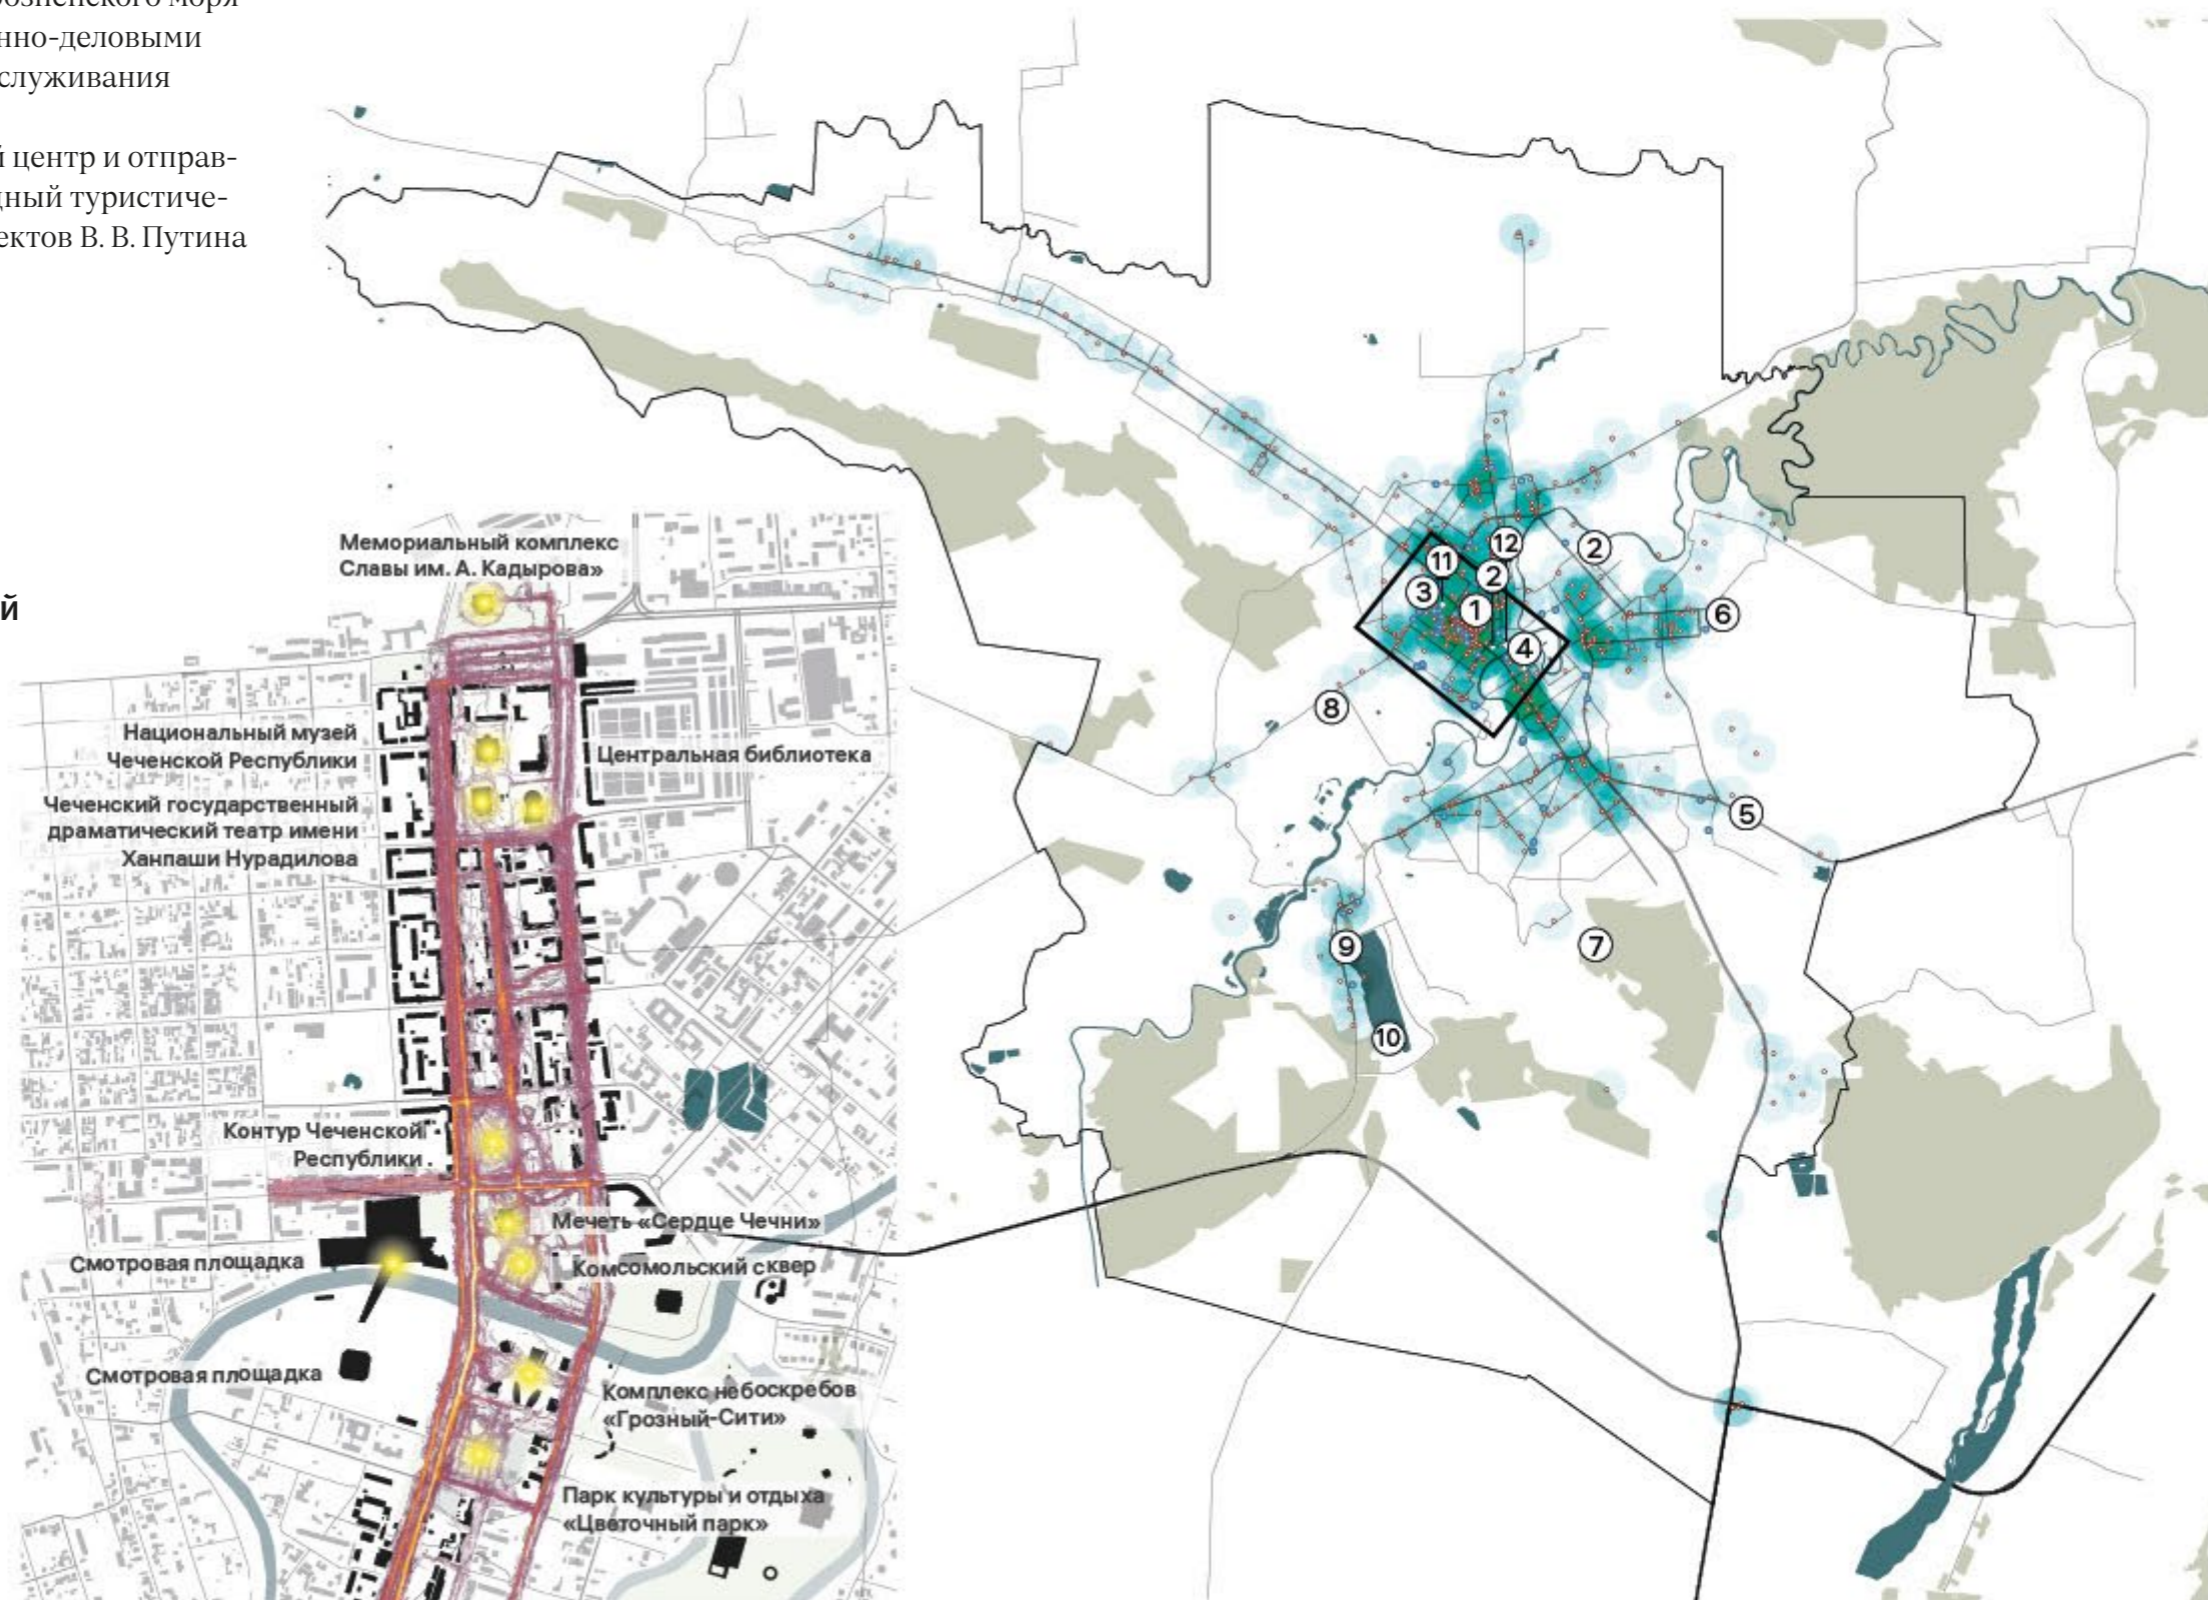 нно-деловыми
служивания
й центр и отправ-
ный туристиче-
ектов В. В. Путина
й
Мемориальный комплекс
Славы им. А. Кадырова»
Национальный музей
Чеченской Республики
Центральная библиотека
Чеченский государственный
драматический театр имени
Ханпаши Нурадилова
Контур Чеченской
Республики
Мечеть «Сердце Чечни»
Смотровая площадка
Комсомольский сквер
Смотровая площадка
Комплекс небоскребов
«Грозный-Сити»
Парк культуры и отдыха
«Цветочный парк»
12
2
11
2
3
1
6
4
8
5
9
7
10